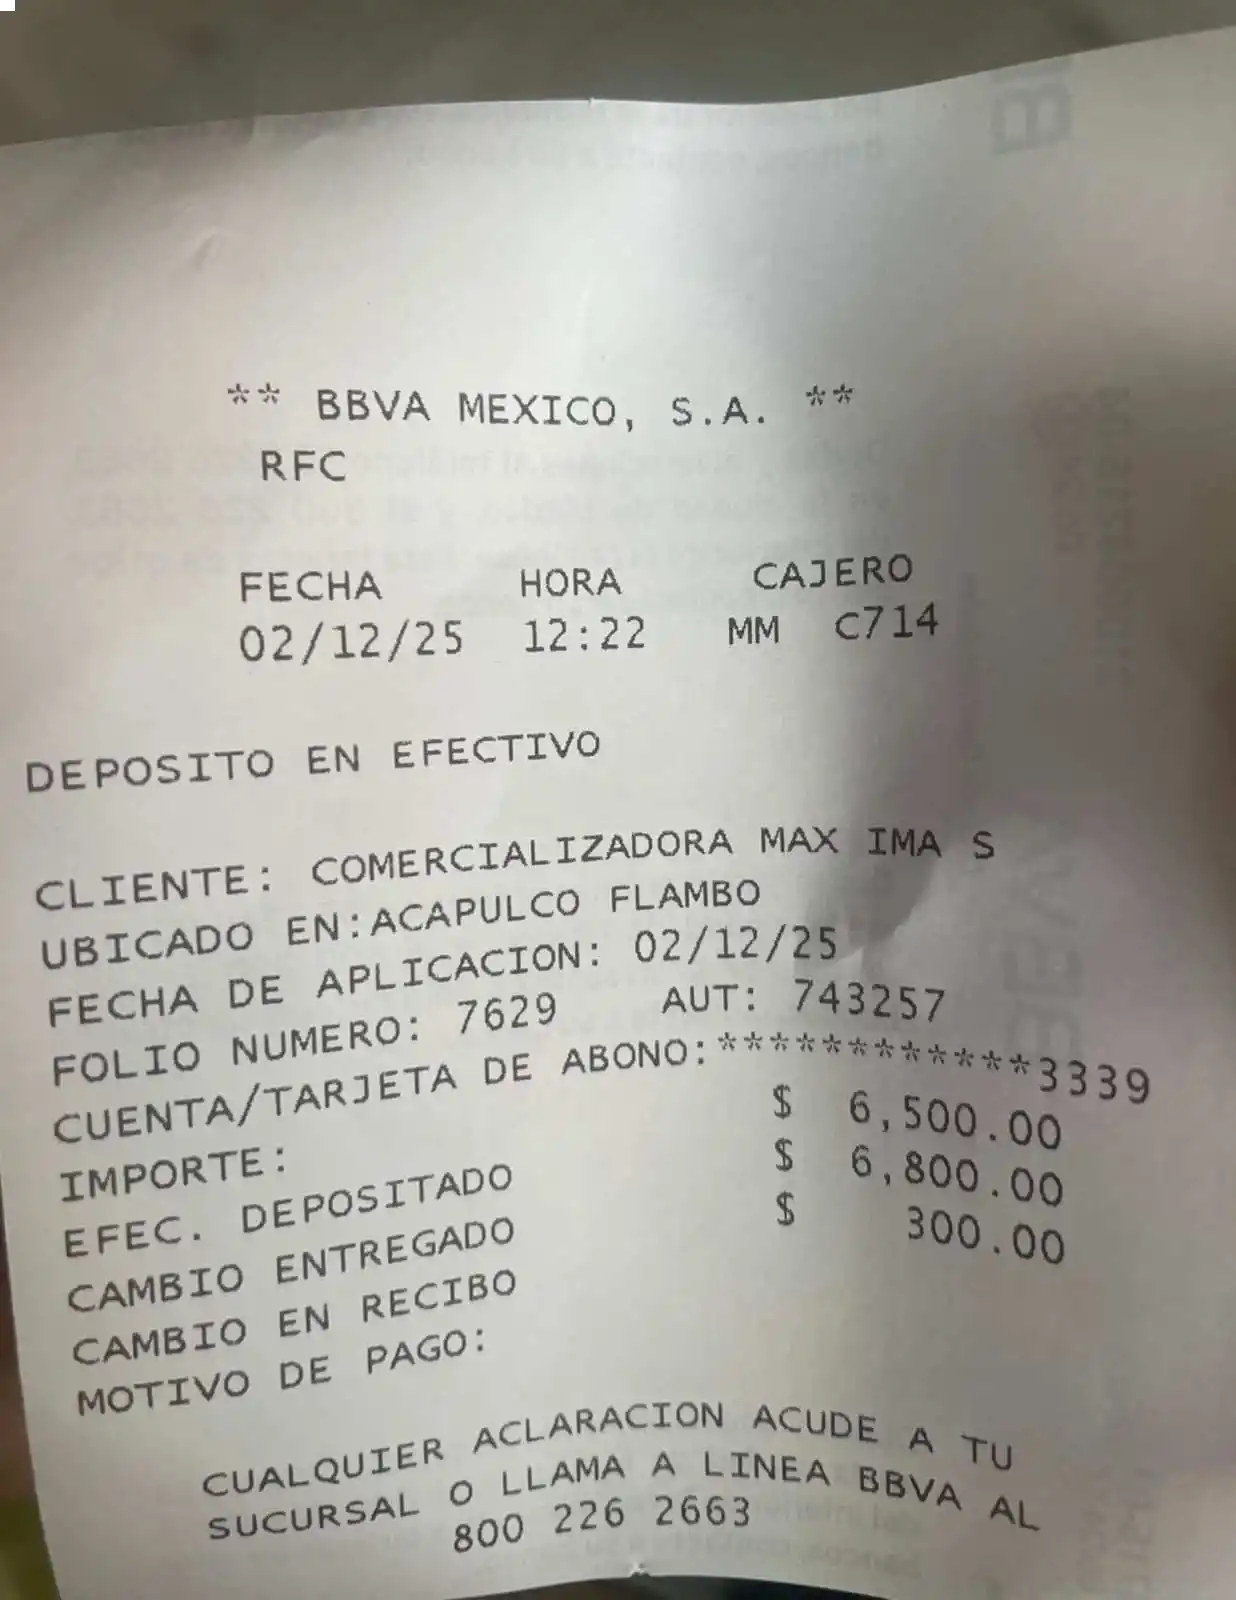 ** BBVA MEXICO, S.A. **
RFC
FECHA HORA CAJERO
02/12/25 12:22 MM C714
DEPOSITO EN EFECTIVO
CLIENTE: COMERCIALIZADORA MAX IMA S
UBICADO EN:ACAPULCO FLAMBO
FECHA DE APLICACION: 02/12/25
FOLIO NUMERO: 7629 AUT: 743257
CUENTA/TARJETA DE ABONO:************3339
IMPORTE: $ 6,500.00
EFEC. DEPOSITADO $ 6,800.00
CAMBIO ENTREGADO $ 300.00
CAMBIO EN RECIBO
MOTIVO DE PAGO:
CUALQUIER ACLARACION ACUDE A TU
SUCURSAL O LLAMA A LINEA BBVA AL
800 226 2663